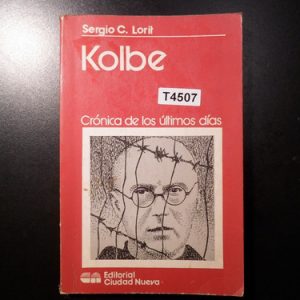 Sergio C. Lorit
Kolbe
T4507
Crónica de los últimos días
Editorial
Ciudad Nueva